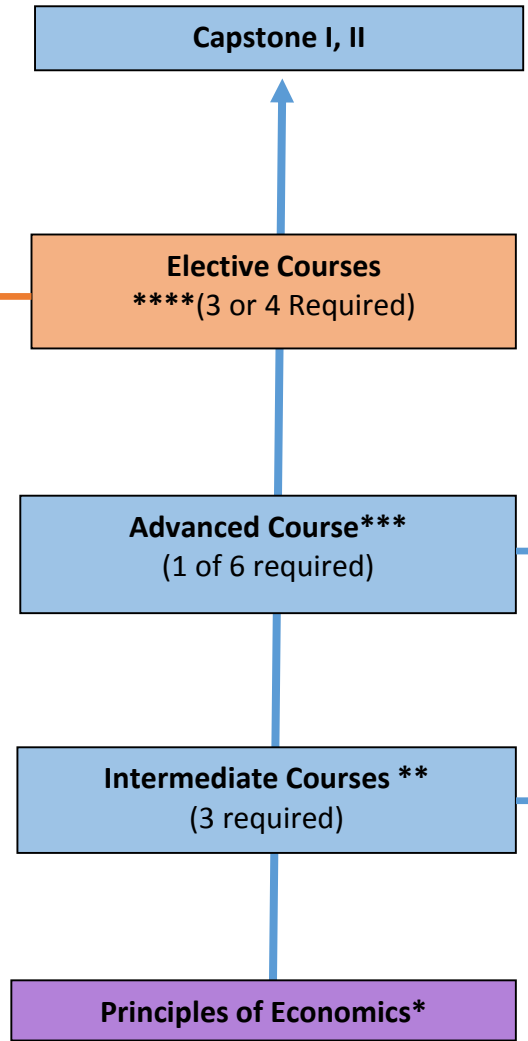 Capstone I, II
Elective Courses
****(3 or 4 Required)
Advanced Course***
(1 of 6 required)
Intermediate Courses **
(3 required)
Principles of Economics*